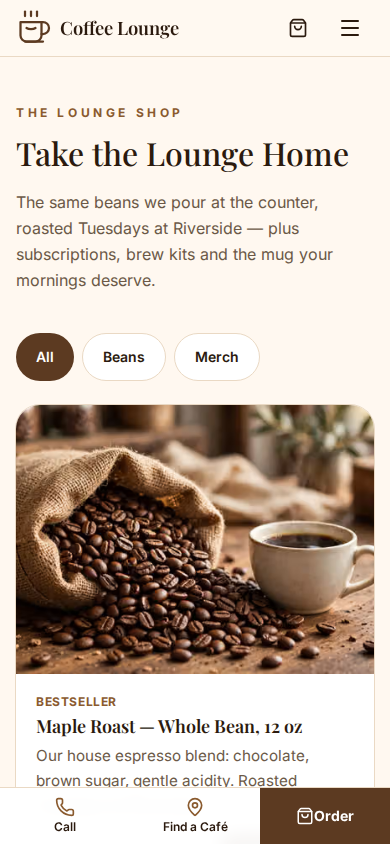 Coffee Lounge
THE LOUNGE SHOP
Take the Lounge Home
The same beans we pour at the counter,
roasted Tuesdays at Riverside — plus
subscriptions, brew kits and the mug your
mornings deserve.
All
Beans
Merch
BESTSELLER
Maple Roast — Whole Bean, 12 oz
Our house espresso blend: chocolate,
brown sugar, gentle acidity. Roasted
Call
Find a Café
Order